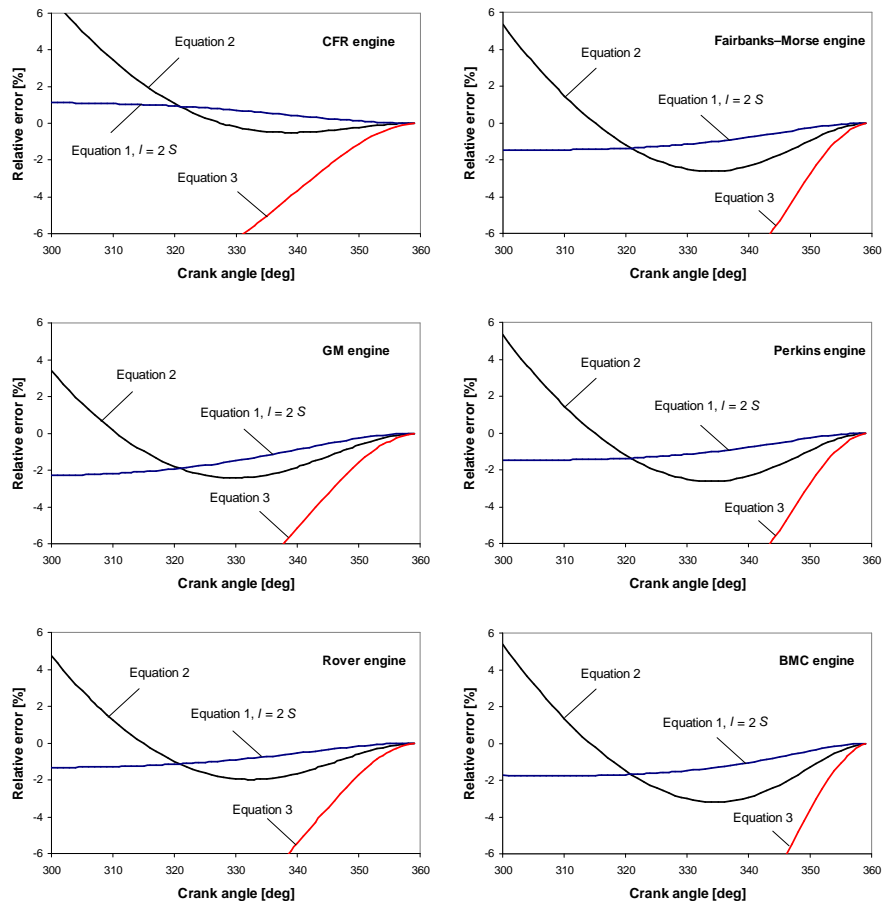 6
4
2
0
-2
-4
-6
Relative error [%]
CFR engine
Equation 2
Equation 1, l = 2 S
Equation 3
300 310 320 330 340 350 360
Crank angle [deg]
6
4
2
0
-2
-4
-6
Relative error [%]
Fairbanks–Morse engine
Equation 2
Equation 1, l = 2 S
Equation 3
300 310 320 330 340 350 360
Crank angle [deg]
6
4
2
0
-2
-4
-6
Relative error [%]
GM engine
Equation 2
Equation 1, l = 2 S
Equation 3
300 310 320 330 340 350 360
Crank angle [deg]
6
4
2
0
-2
-4
-6
Relative error [%]
Perkins engine
Equation 2
Equation 1, l = 2 S
Equation 3
300 310 320 330 340 350 360
Crank angle [deg]
6
4
2
0
-2
-4
-6
Relative error [%]
Rover engine
Equation 2
Equation 1, l = 2 S
Equation 3
300 310 320 330 340 350 360
Crank angle [deg]
6
4
2
0
-2
-4
-6
Relative error [%]
BMC engine
Equation 2
Equation 1, l = 2 S
Equation 3
300 310 320 330 340 350 360
Crank angle [deg]